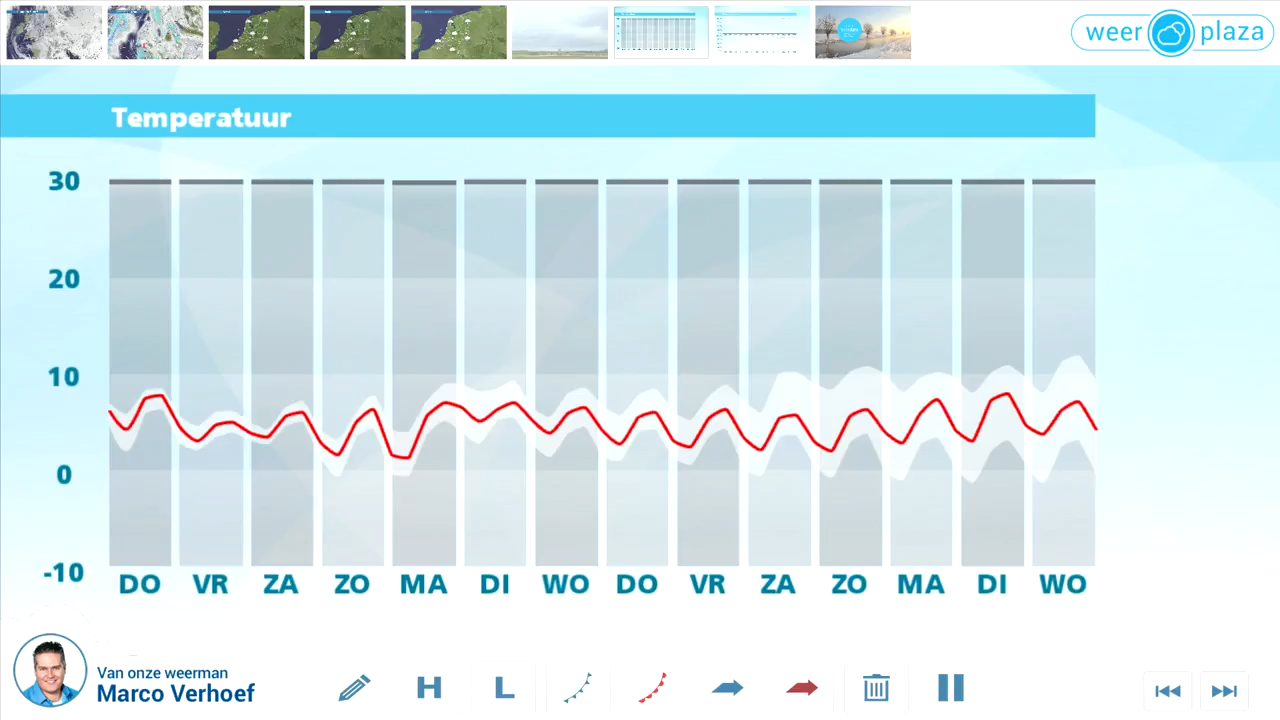 weer plaza
Temperatuur
30
20
10
0
-10
DO VR ZA ZO MA DI WO DO VR ZA ZO MA DI WO
Van onze weerman
Marco Verhoef
H L